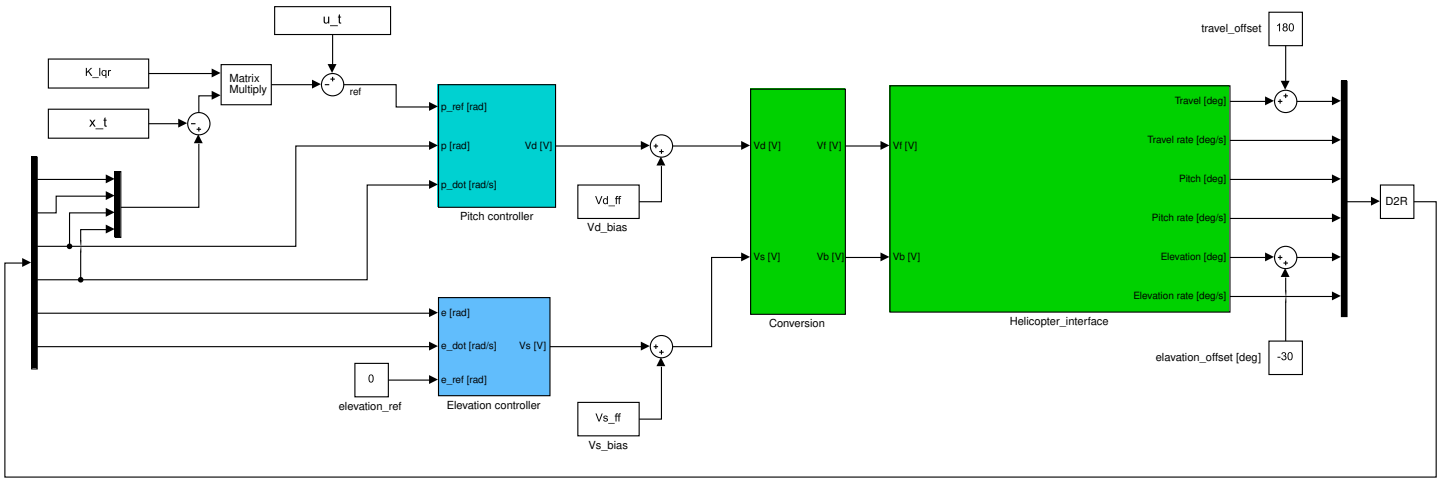 u_t
travel_offset
180
K_lqr
Matrix
Multiply
ref
x_t
p_ref [rad]
p [rad]
Vd [V]
p_dot [rad/s]
Pitch controller
Vd_ff
Vd_bias
Vd [V]
Vf [V]
Vs [V]
Vb [V]
Conversion
Vf [V]
Vb [V]
Travel [deg]
Travel rate [deg/s]
Pitch [deg]
Pitch rate [deg/s]
Elevation [deg]
Elevation rate [deg/s]
Helicopter_interface
D2R
e [rad]
e_dot [rad/s]
Vs [V]
e_ref [rad]
Elevation controller
0
elevation_ref
Vs_ff
Vs_bias
elavation_offset [deg]
-30